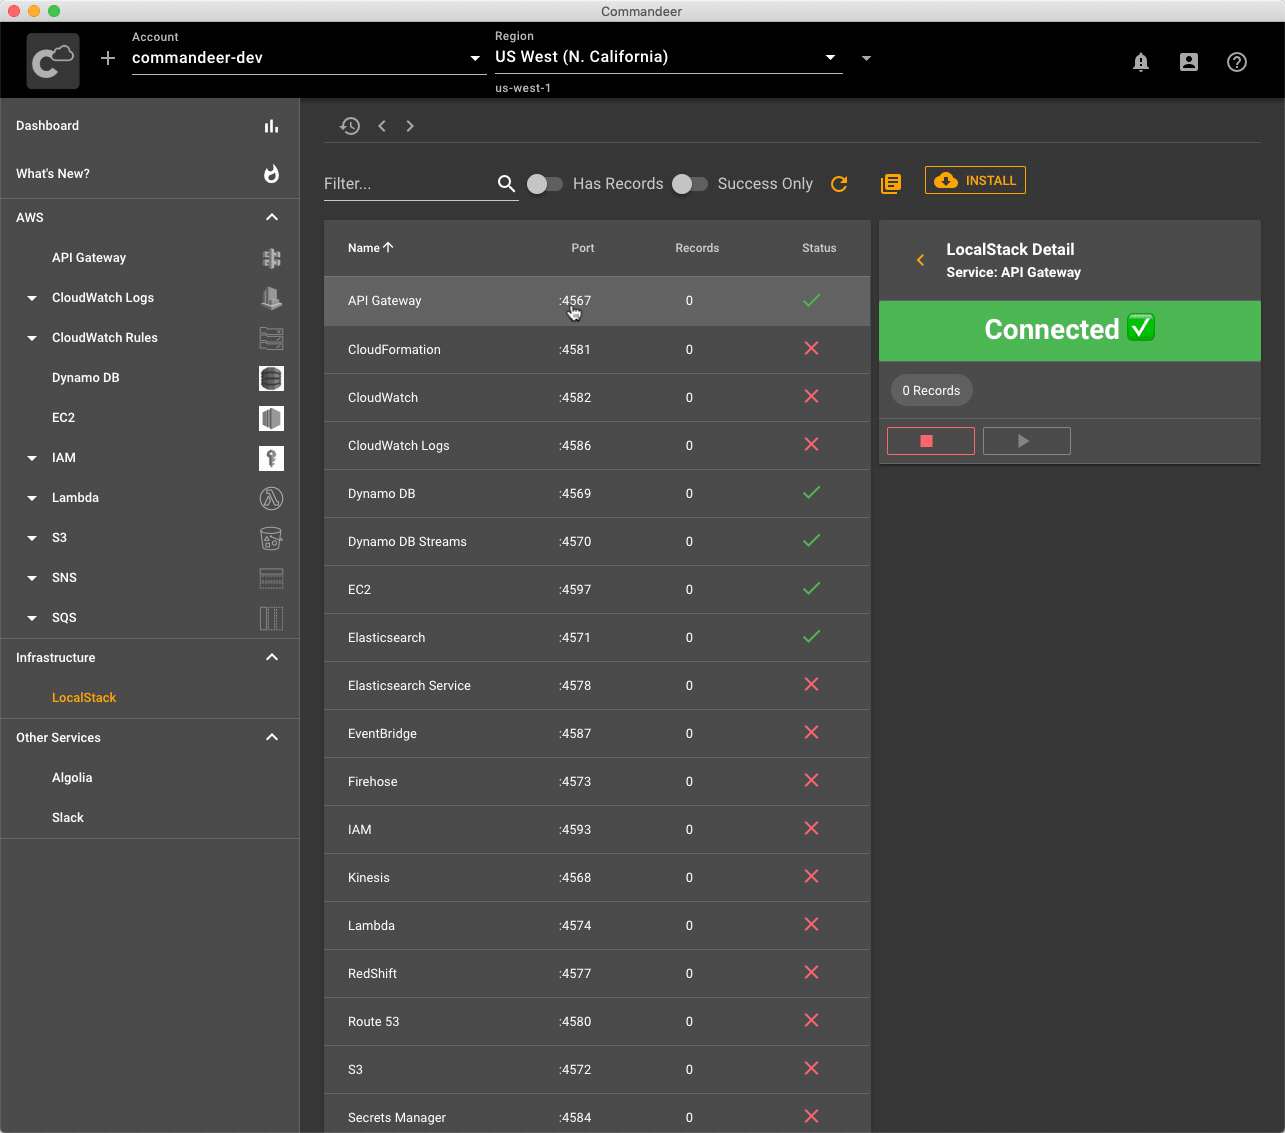 Commandeer
Account
commandeer-dev
Region
US West (N. California)
us-west-1
Dashboard
What's New?
AWS
API Gateway
CloudWatch Logs
CloudWatch Rules
Dynamo DB
EC2
IAM
Lambda
S3
SNS
SQS
Infrastructure
LocalStack
Other Services
Algolia
Slack
Filter...
Has Records
Success Only
INSTALL
Name Port Records Status
API Gateway :4567 0
CloudFormation :4581 0
CloudWatch :4582 0
CloudWatch Logs :4586 0
Dynamo DB :4569 0
Dynamo DB Streams :4570 0
EC2 :4597 0
Elasticsearch :4571 0
Elasticsearch Service :4578 0
EventBridge :4587 0
Firehose :4573 0
IAM :4593 0
Kinesis :4568 0
Lambda :4574 0
RedShift :4577 0
Route 53 :4580 0
S3 :4572 0
Secrets Manager :4584 0
LocalStack Detail
Service: API Gateway
Connected ✅
0 Records